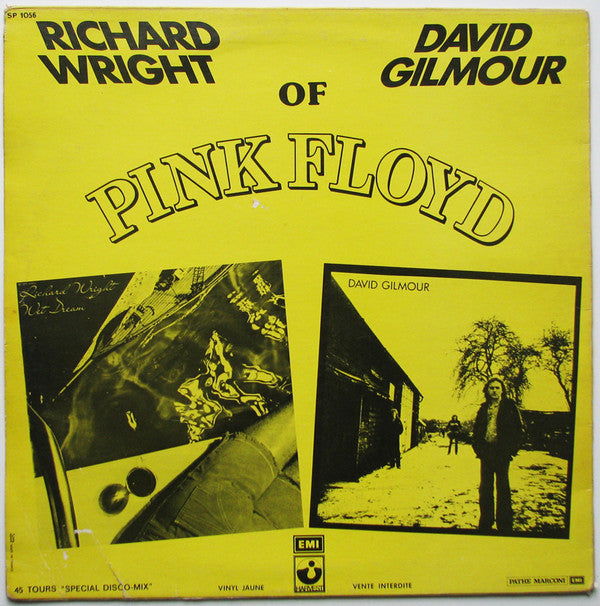 SP 1056
RICHARD
WRIGHT
DAVID
GILMOUR
OF
PINK FLOYD
Richard Wright
Wet Dream
DAVID GILMOUR
45 TOURS "SPECIAL DISCO-MIX"
VINYL JAUNE
EMI
HARVEST
VENTE INTERDITE
PATHE MARCONI EMI